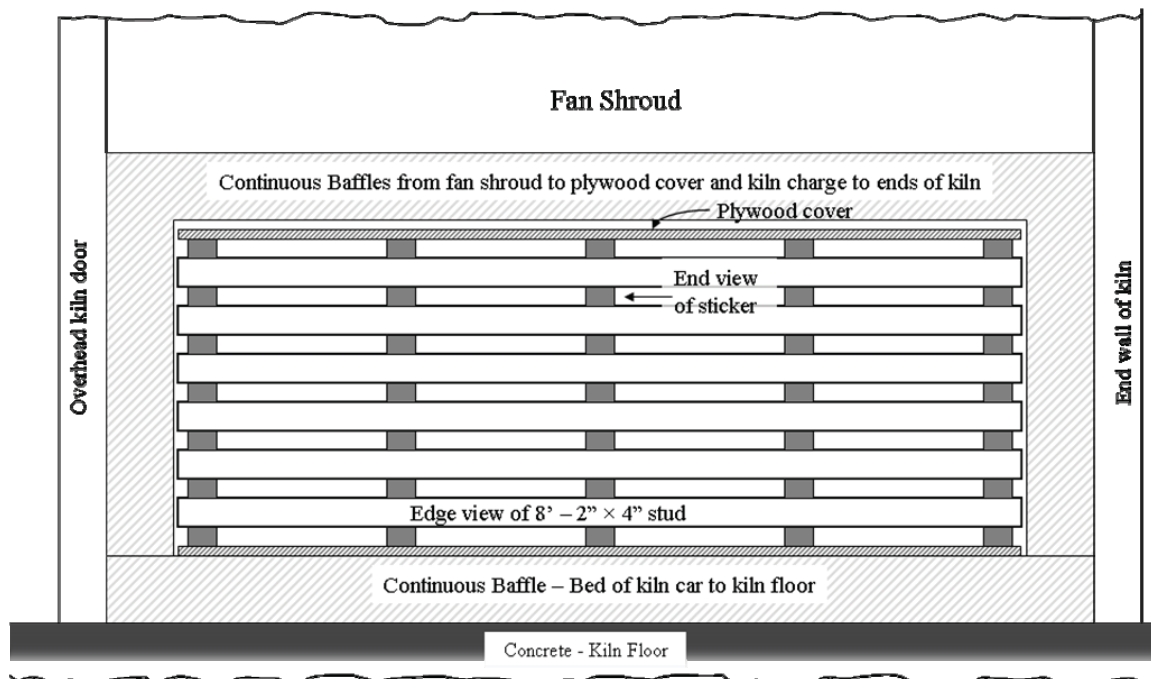 Fan Shroud
Continuous Baffles from fan shroud to plywood cover and kiln charge to ends of kiln
Plywood cover
End view
of sticker
Overhead kiln door
End wall of kiln
Edge view of 8’ – 2” × 4” stud
Continuous Baffle – Bed of kiln car to kiln floor
Concrete - Kiln Floor